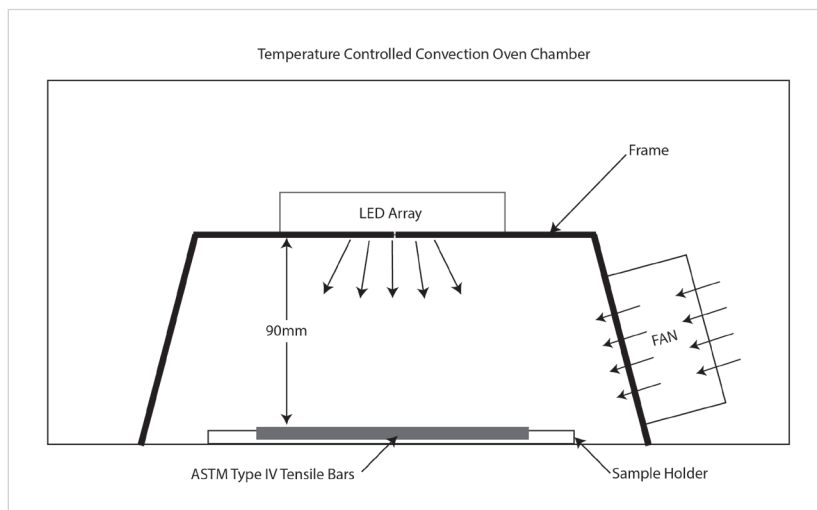 Temperature Controlled Convection Oven Chamber
Frame
LED Array
90mm
FAN
ASTM Type IV Tensile Bars
Sample Holder